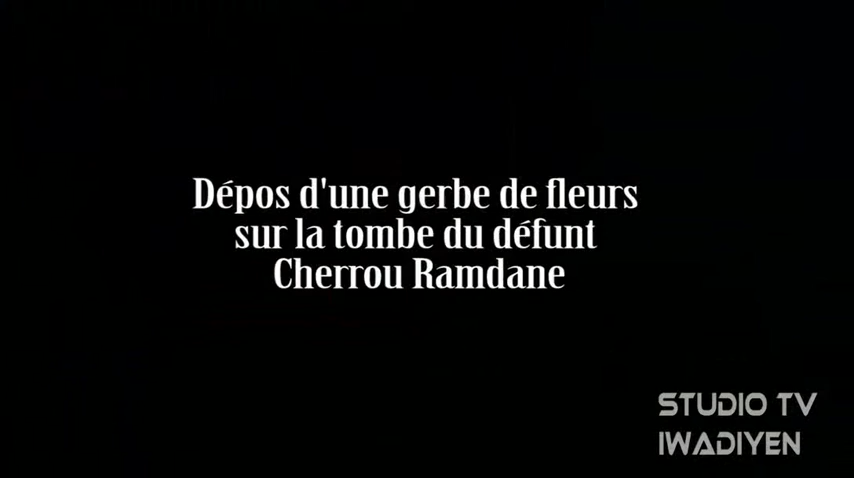 Dépos d'une gerbe de fleurs
sur la tombe du défunt
Cherrou Ramdane
STUDIO TV
IWADIYEN